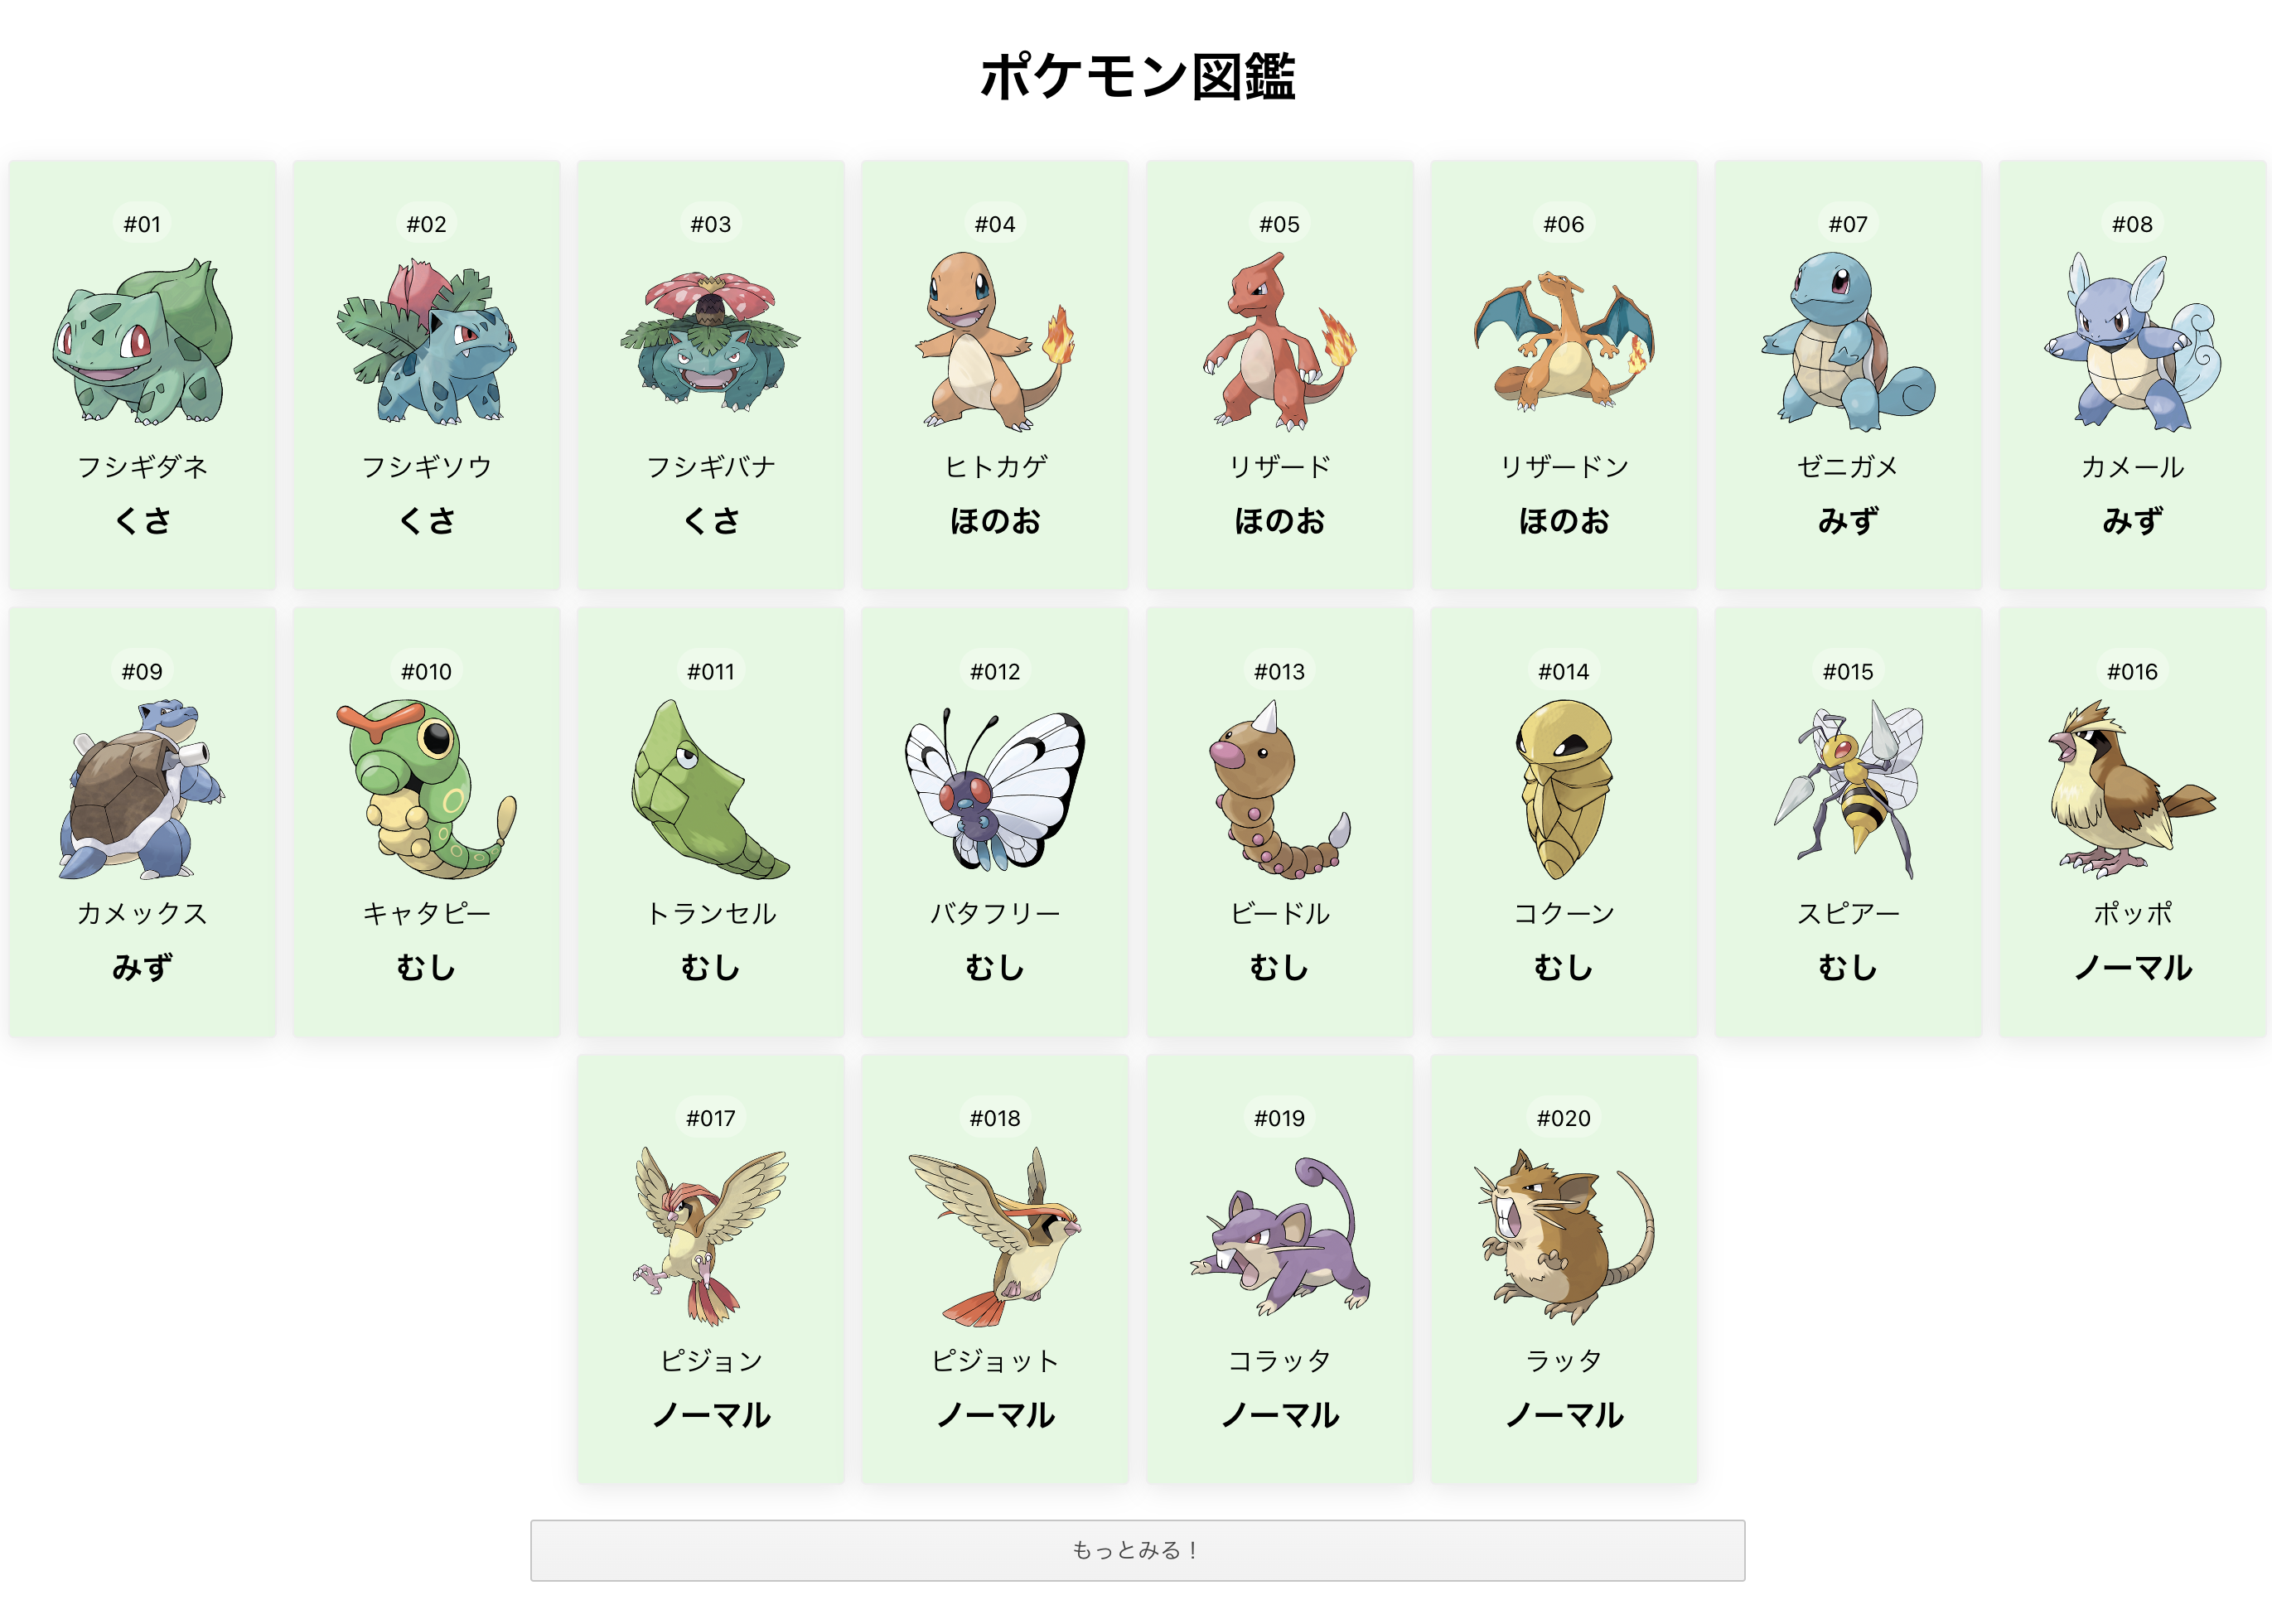 ポケモン図鑑
#01
フシギダネ
くさ
#02
フシギソウ
くさ
#03
フシギバナ
くさ
#04
ヒトカゲ
ほのお
#05
リザード
ほのお
#06
リザードン
ほのお
#07
ゼニガメ
みず
#08
カメール
みず
#09
カメックス
みず
#010
キャタピー
むし
#011
トランセル
むし
#012
バタフリー
むし
#013
ビードル
むし
#014
コクーン
むし
#015
スピアー
むし
#016
ポッポ
ノーマル
#017
ピジョン
ノーマル
#018
ピジョット
ノーマル
#019
コラッタ
ノーマル
#020
ラッタ
ノーマル
もっとみる！